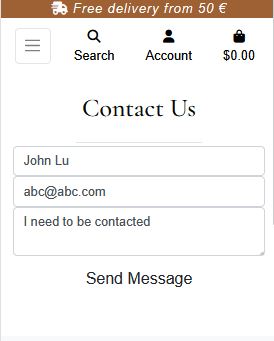 Free delivery from 50 €
Search
Account
$0.00
Contact Us
John Lu
abc@abc.com
I need to be contacted
Send Message